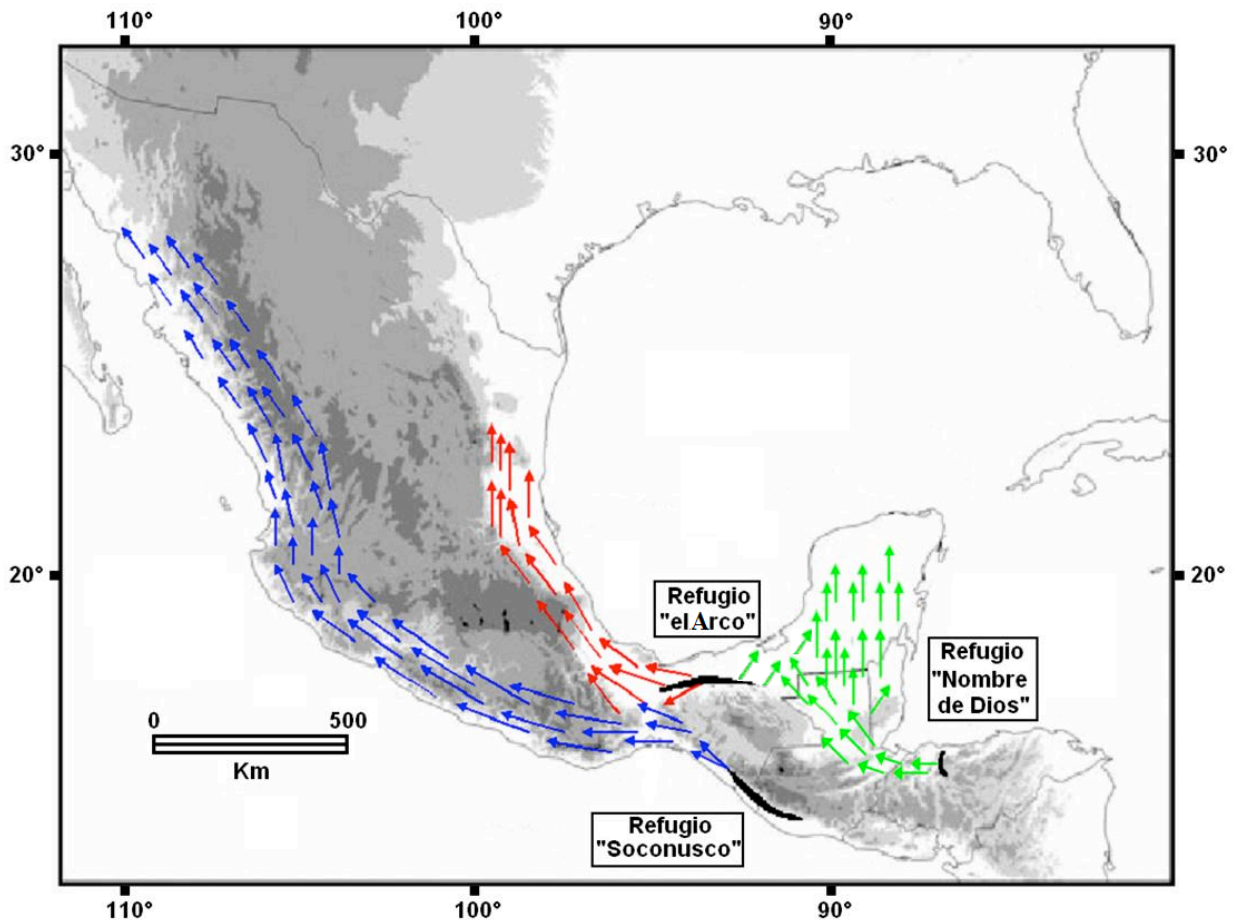 110°
100°
90°
30°
30°
20°
20°
Refugio
"el Arco"
Refugio
"Nombre
de Dios"
0
500
Km
Refugio
"Soconusco"
110°
100°
90°